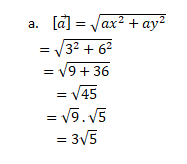 a. [a⃗] = √ax² + ay²
= √3² + 6²
= √9 + 36
= √45
= √9 . √5
= 3√5